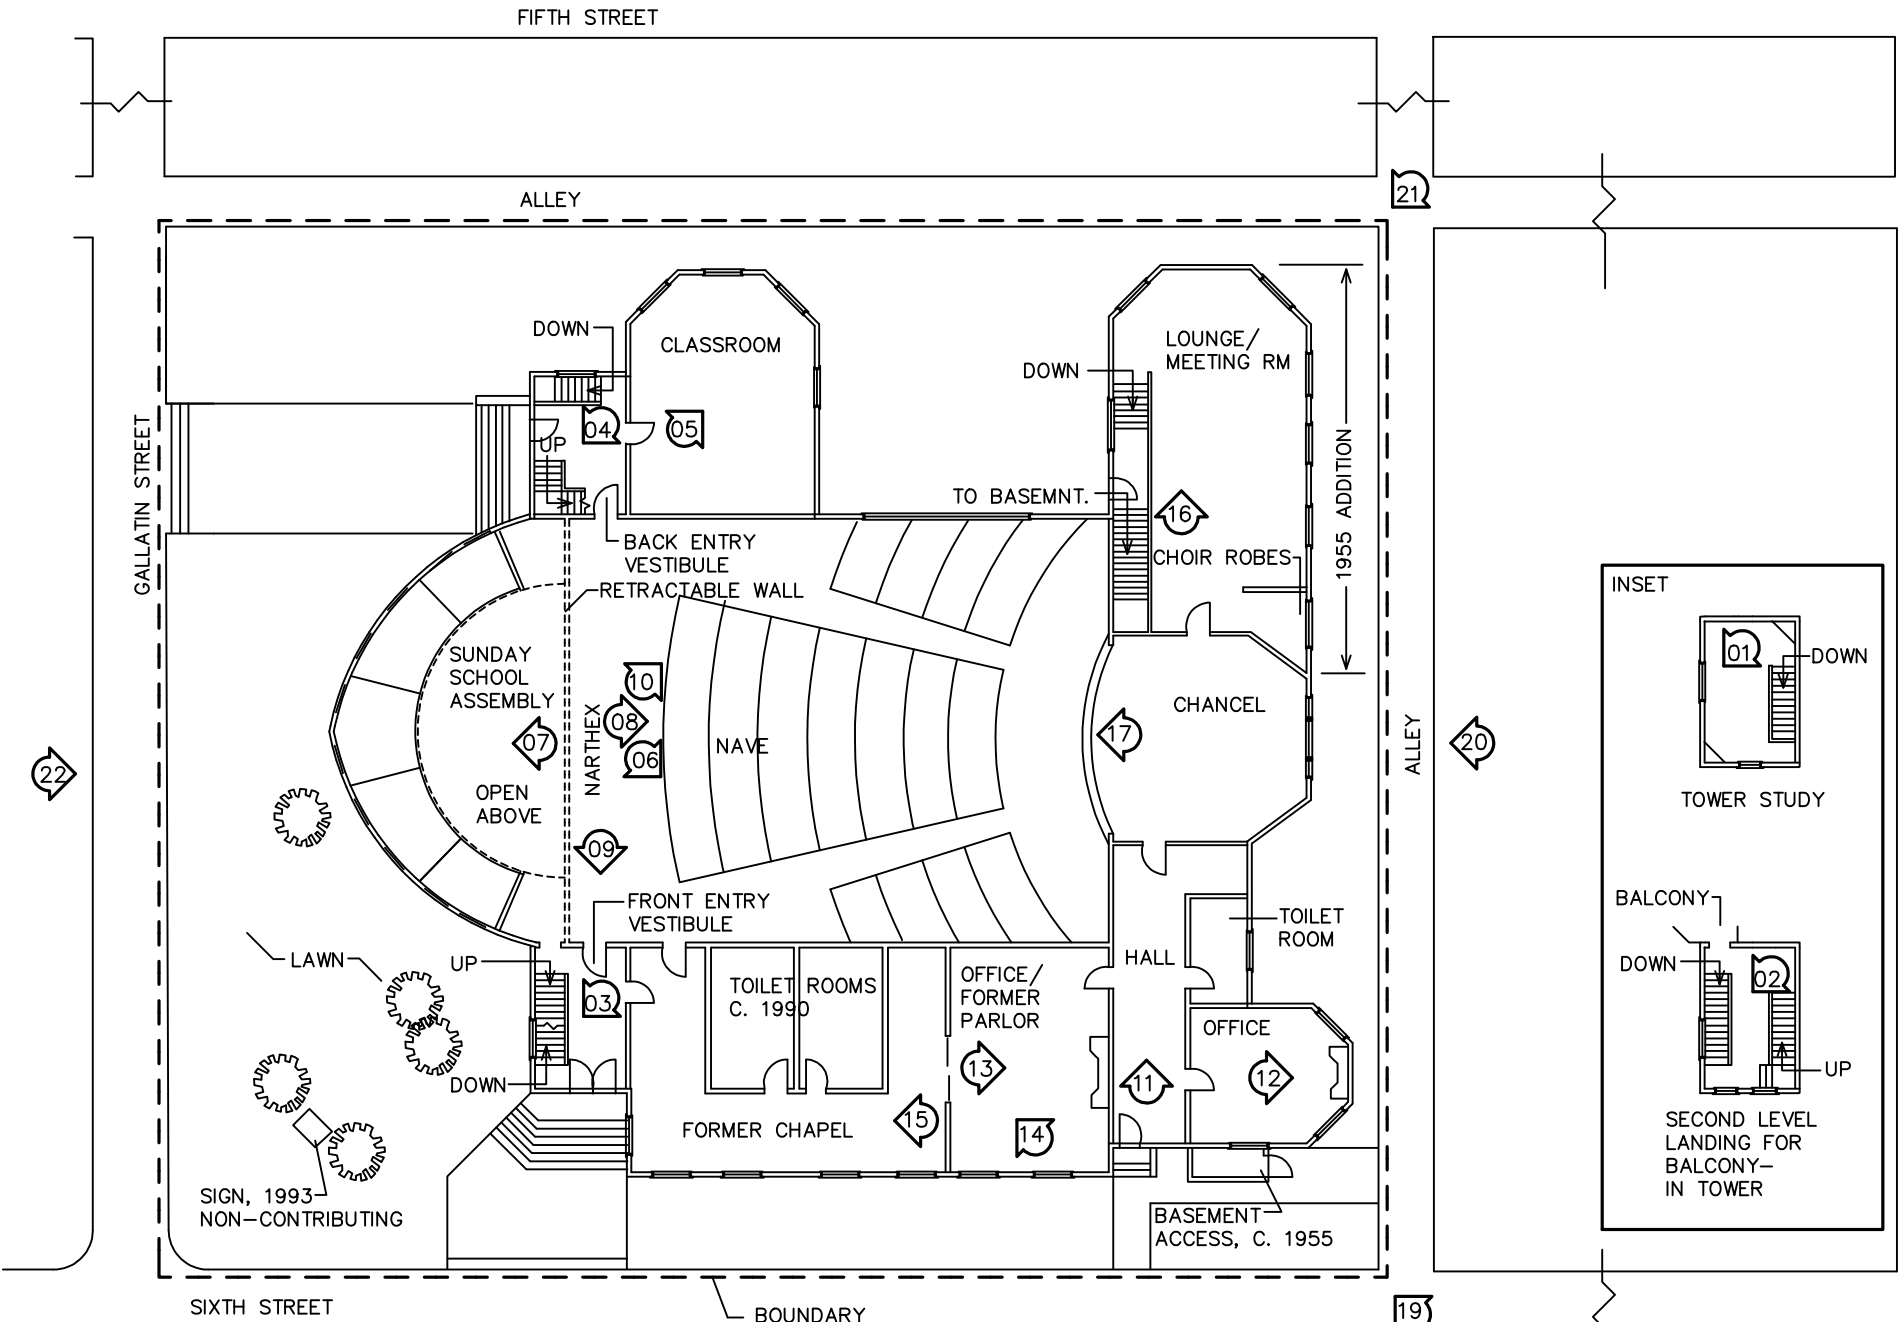 FIFTH STREET
21
ALLEY
DOWN
CLASSROOM
LOUNGE/
MEETING RM
DOWN
04
05
UP
GALLATIN STREET
TO BASEMNT.
16
1955 ADDITION
BACK ENTRY
VESTIBULE
CHOIR ROBES
RETRACTABLE WALL
INSET
01
DOWN
SUNDAY
SCHOOL
ASSEMBLY
10
08
06
07
NARTHEX
NAVE
17
CHANCEL
ALLEY
20
22
OPEN
ABOVE
TOWER STUDY
09
FRONT ENTRY
VESTIBULE
TOILET
ROOM
BALCONY
LAWN
UP
HALL
DOWN
02
03
TOILET ROOMS
C. 1990
OFFICE/
FORMER
PARLOR
OFFICE
13
11
12
DOWN
UP
15
14
FORMER CHAPEL
SECOND LEVEL
LANDING FOR
BALCONY-
IN TOWER
SIGN, 1993
NON-CONTRIBUTING
BASEMENT
ACCESS, C. 1955
SIXTH STREET
BOUNDARY
19